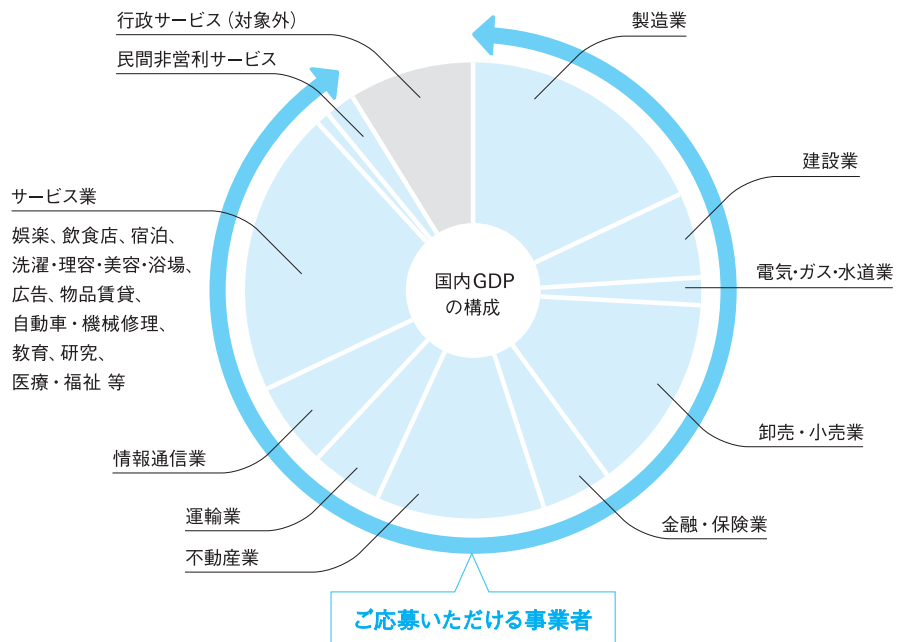 行政サービス（対象外）
民間非営利サービス
製造業
建設業
電気・ガス・水道業
卸売・小売業
金融・保険業
不動産業
運輸業
情報通信業
サービス業
娯楽、飲食店、宿泊、
洗濯・理容・美容・浴場、
広告、物品賃貸、
自動車・機械修理、
教育、研究、
医療・福祉 等
国内GDP
の構成
ご応募いただける事業者